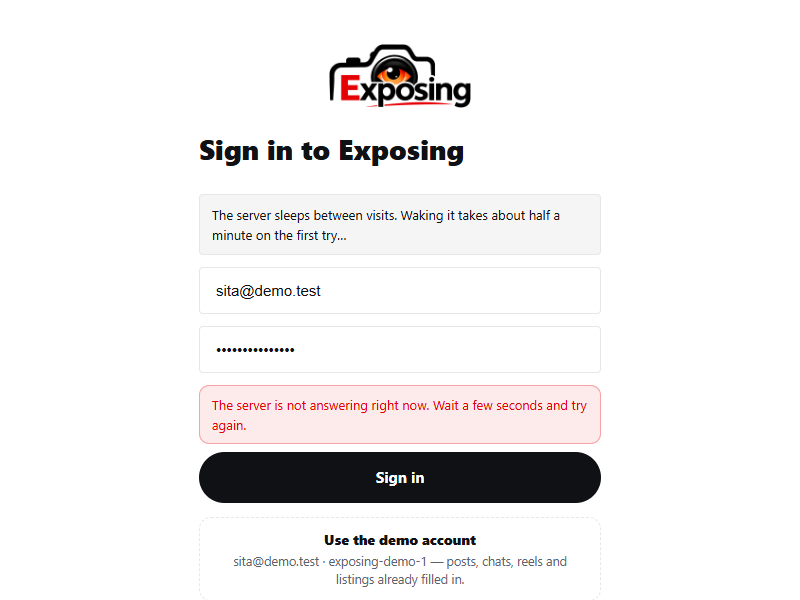 Exposing
Sign in to Exposing
The server sleeps between visits. Waking it takes about half a
minute on the first try...
sita@demo.test
•••••••••••••••
The server is not answering right now. Wait a few seconds and try
again.
Sign in
Use the demo account
sita@demo.test · exposing-demo-1 — posts, chats, reels and
listings already filled in.